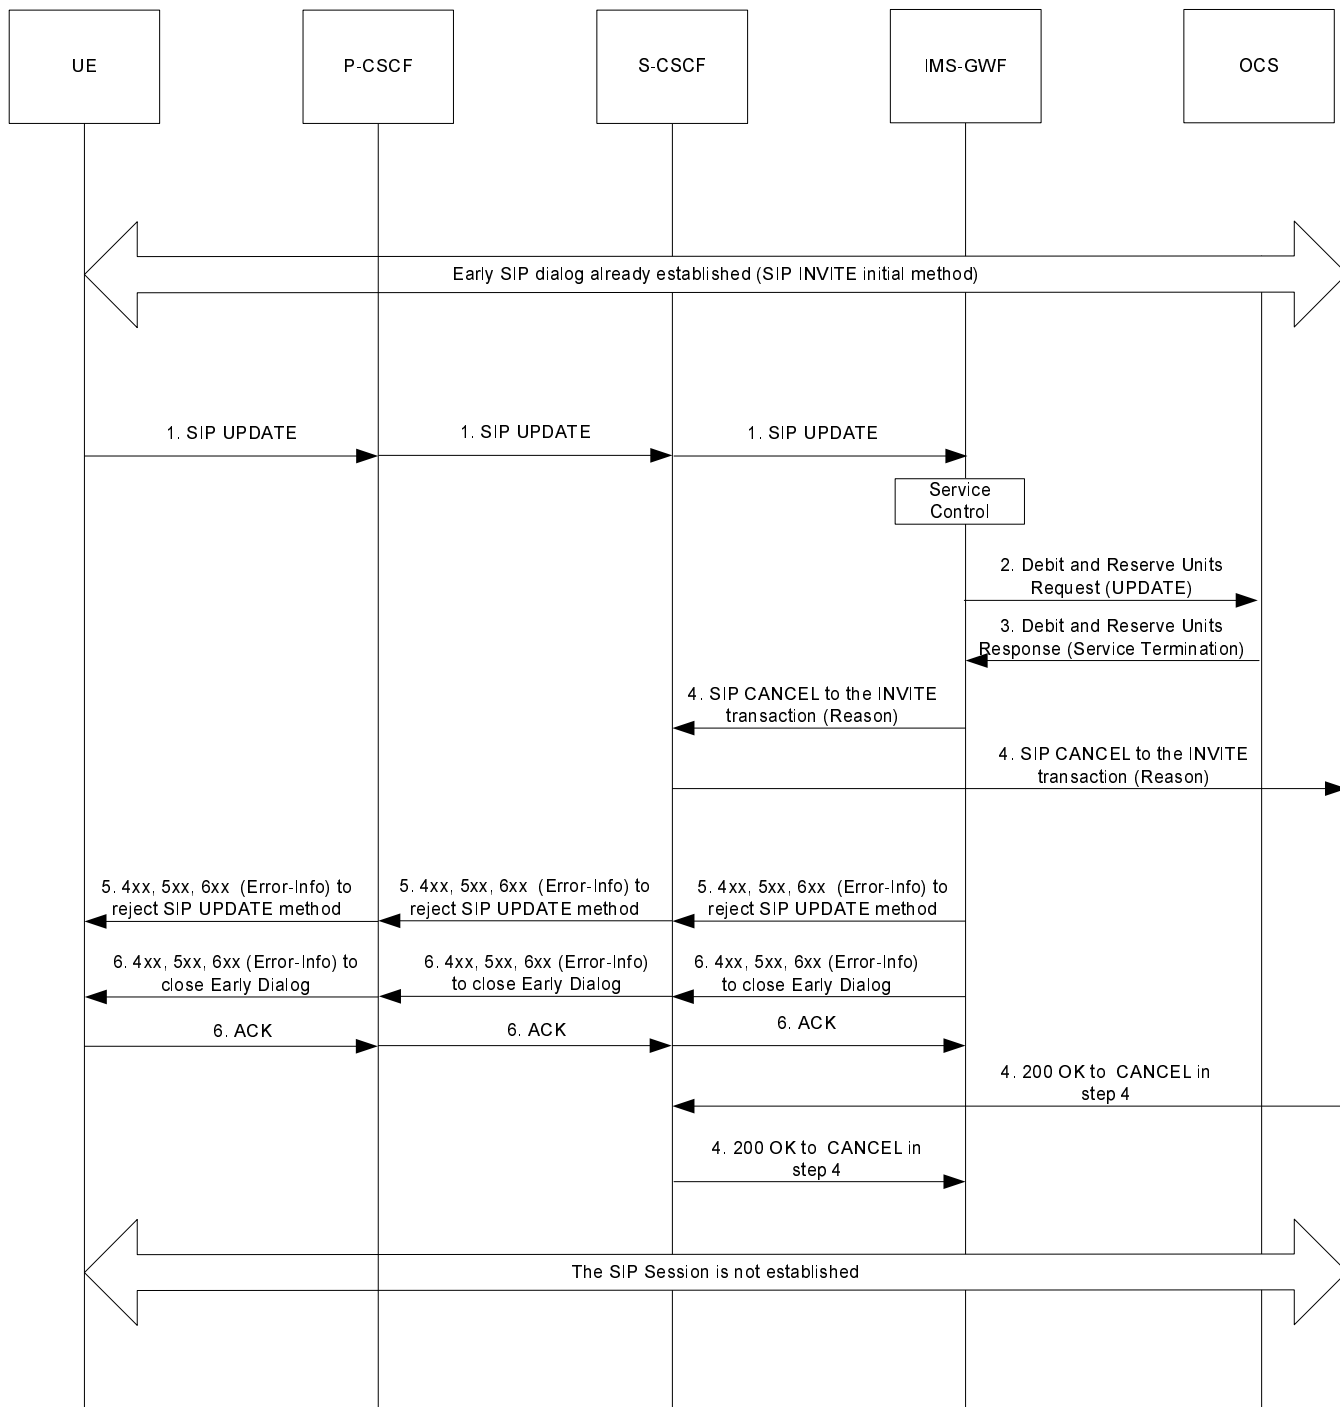 UE
P-CSCF
S-CSCF
IMS-GWF
OCS
Early SIP dialog already established (SIP INVITE initial method)
1. SIP UPDATE
1. SIP UPDATE
1. SIP UPDATE
Service
Control
2. Debit and Reserve Units
Request (UPDATE)
3. Debit and Reserve Units
Response (Service Termination)
4. SIP CANCEL to the INVITE
transaction (Reason)
4. SIP CANCEL to the INVITE
transaction (Reason)
5. 4xx, 5xx, 6xx (Error-Info) to
reject SIP UPDATE method
5. 4xx, 5xx, 6xx (Error-Info) to
reject SIP UPDATE method
5. 4xx, 5xx, 6xx (Error-Info) to
reject SIP UPDATE method
6. 4xx, 5xx, 6xx (Error-Info) to
close Early Dialog
6. 4xx, 5xx, 6xx (Error-Info)
to close Early Dialog
6. 4xx, 5xx, 6xx (Error-Info)
to close Early Dialog
6. ACK
6. ACK
6. ACK
4. 200 OK to CANCEL in
step 4
4. 200 OK to CANCEL in
step 4
The SIP Session is not established